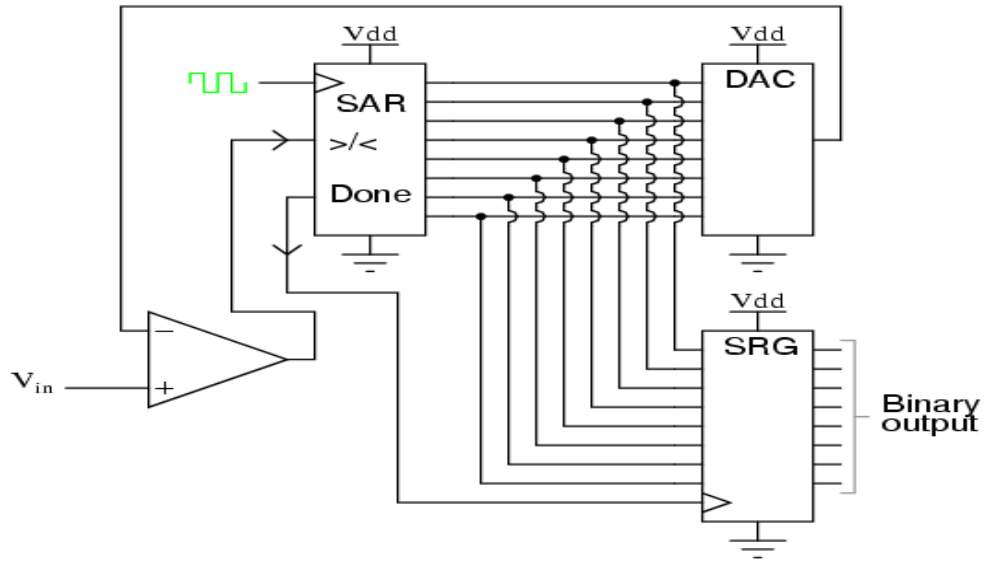 Vdd
Vdd
DAC
SAR
>/<
Done
Vdd
SRG
−
Vin
+
Binary
output